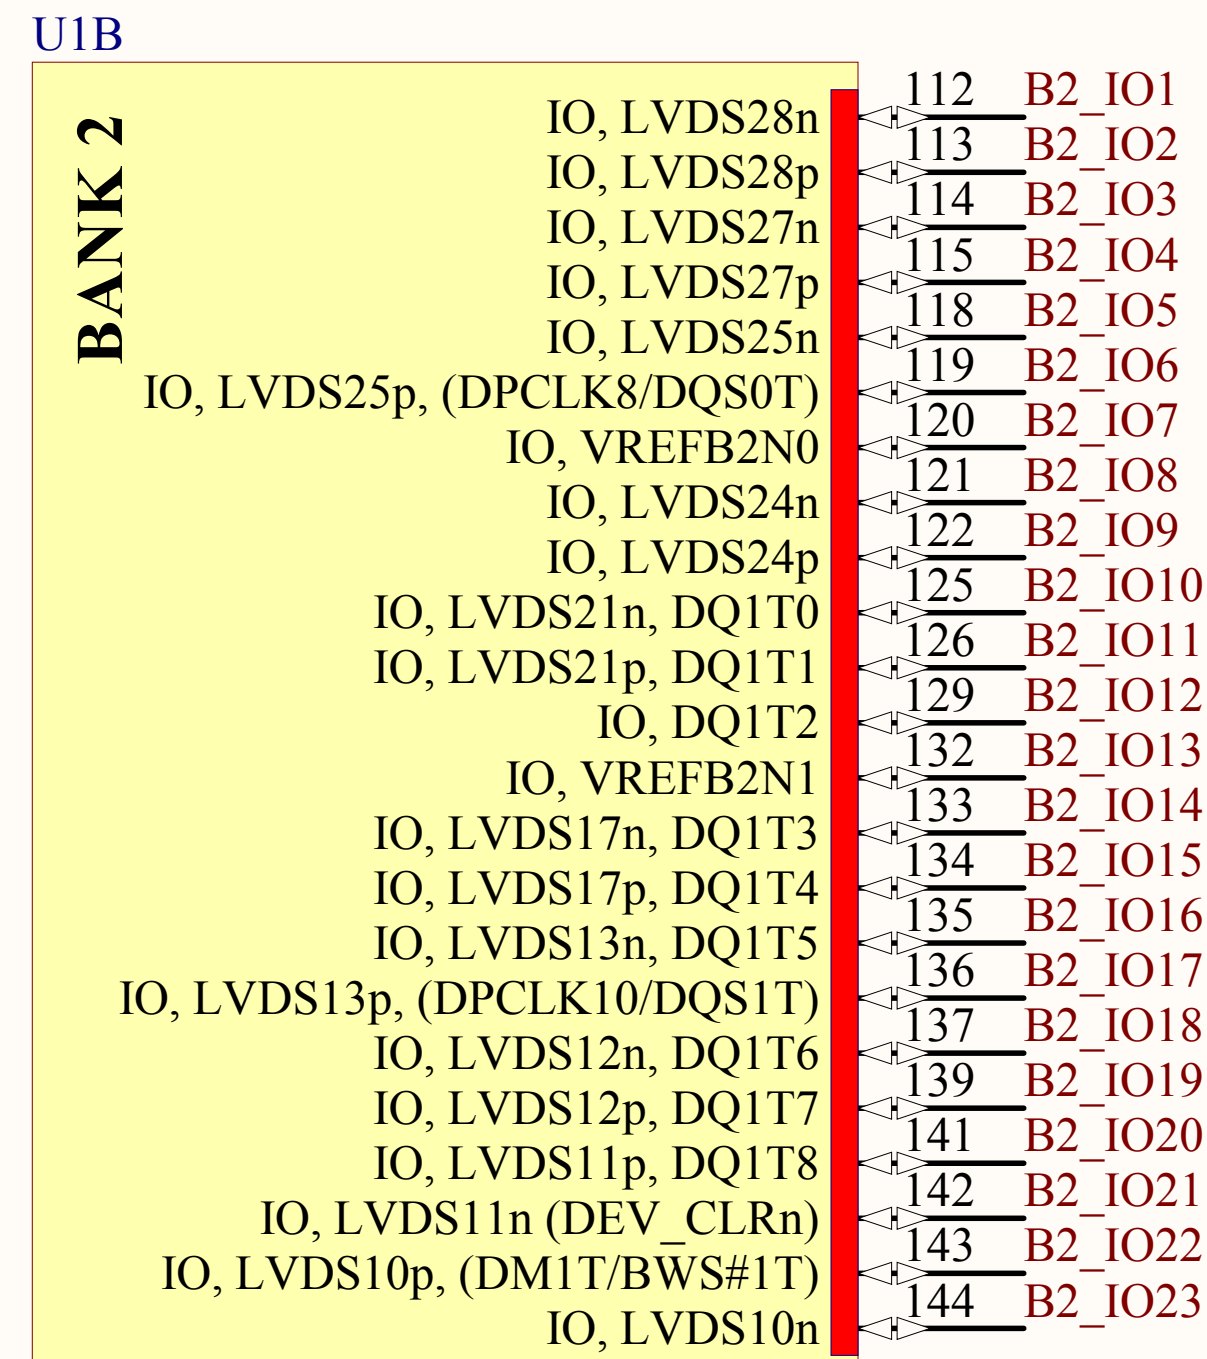 U1B
BANK 2
IO, LVDS28n 112 B2_IO1
IO, LVDS28p 113 B2_IO2
IO, LVDS27n 114 B2_IO3
IO, LVDS27p 115 B2_IO4
IO, LVDS25n 118 B2_IO5
IO, LVDS25p, (DPCLK8/DQS0T) 119 B2_IO6
IO, VREFB2N0 120 B2_IO7
IO, LVDS24n 121 B2_IO8
IO, LVDS24p 122 B2_IO9
IO, LVDS21n, DQ1T0 125 B2_IO10
IO, LVDS21p, DQ1T1 126 B2_IO11
IO, DQ1T2 129 B2_IO12
IO, VREFB2N1 132 B2_IO13
IO, LVDS17n, DQ1T3 133 B2_IO14
IO, LVDS17p, DQ1T4 134 B2_IO15
IO, LVDS13n, DQ1T5 135 B2_IO16
IO, LVDS13p, (DPCLK10/DQS1T) 136 B2_IO17
IO, LVDS12n, DQ1T6 137 B2_IO18
IO, LVDS12p, DQ1T7 139 B2_IO19
IO, LVDS11p, DQ1T8 141 B2_IO20
IO, LVDS11n (DEV_CLRn) 142 B2_IO21
IO, LVDS10p, (DM1T/BWS#1T) 143 B2_IO22
IO, LVDS10n 144 B2_IO23